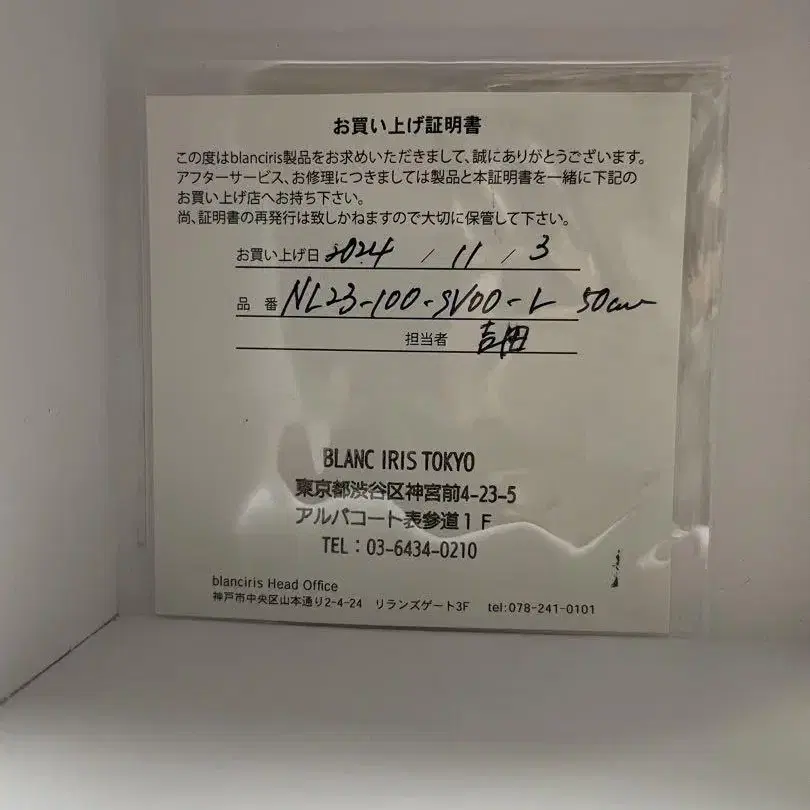 お買い上げ証明書
この度はblanciris製品をお求めいただきまして、誠にありがとうございます。
アフターサービス、お修理につきましては製品と本証明書を一緒に下記の
お買い上げ店へお持ち下さい。
尚、証明書の再発行は致しかねますので大切に保管して下さい。
お買い上げ日 2024 / 11 / 3
品 番 NL23-100-SV00-L 50cm
担当者 吉田
BLANC IRIS TOKYO
東京都渋谷区神宮前4-23-5
アルパコート表参道1F
TEL：03-6434-0210
blanciris Head Office
神戸市中央区山本通り2-4-24 リランズゲート3F tel:078-241-0101